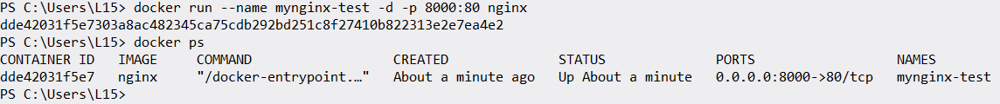 PS C:\Users\L15> docker run --name mynginx-test -d -p 8000:80 nginx
dde42031f5e7303a8ac482345ca75cdb292bd251c8f27410b822313e2e7ea4e2
PS C:\Users\L15> docker ps
CONTAINER ID   IMAGE     COMMAND                  CREATED              STATUS              PORTS                  NAMES
dde42031f5e7   nginx     "/docker-entrypoint.…"   About a minute ago   Up About a minute   0.0.0.0:8000->80/tcp   mynginx-test
PS C:\Users\L15>